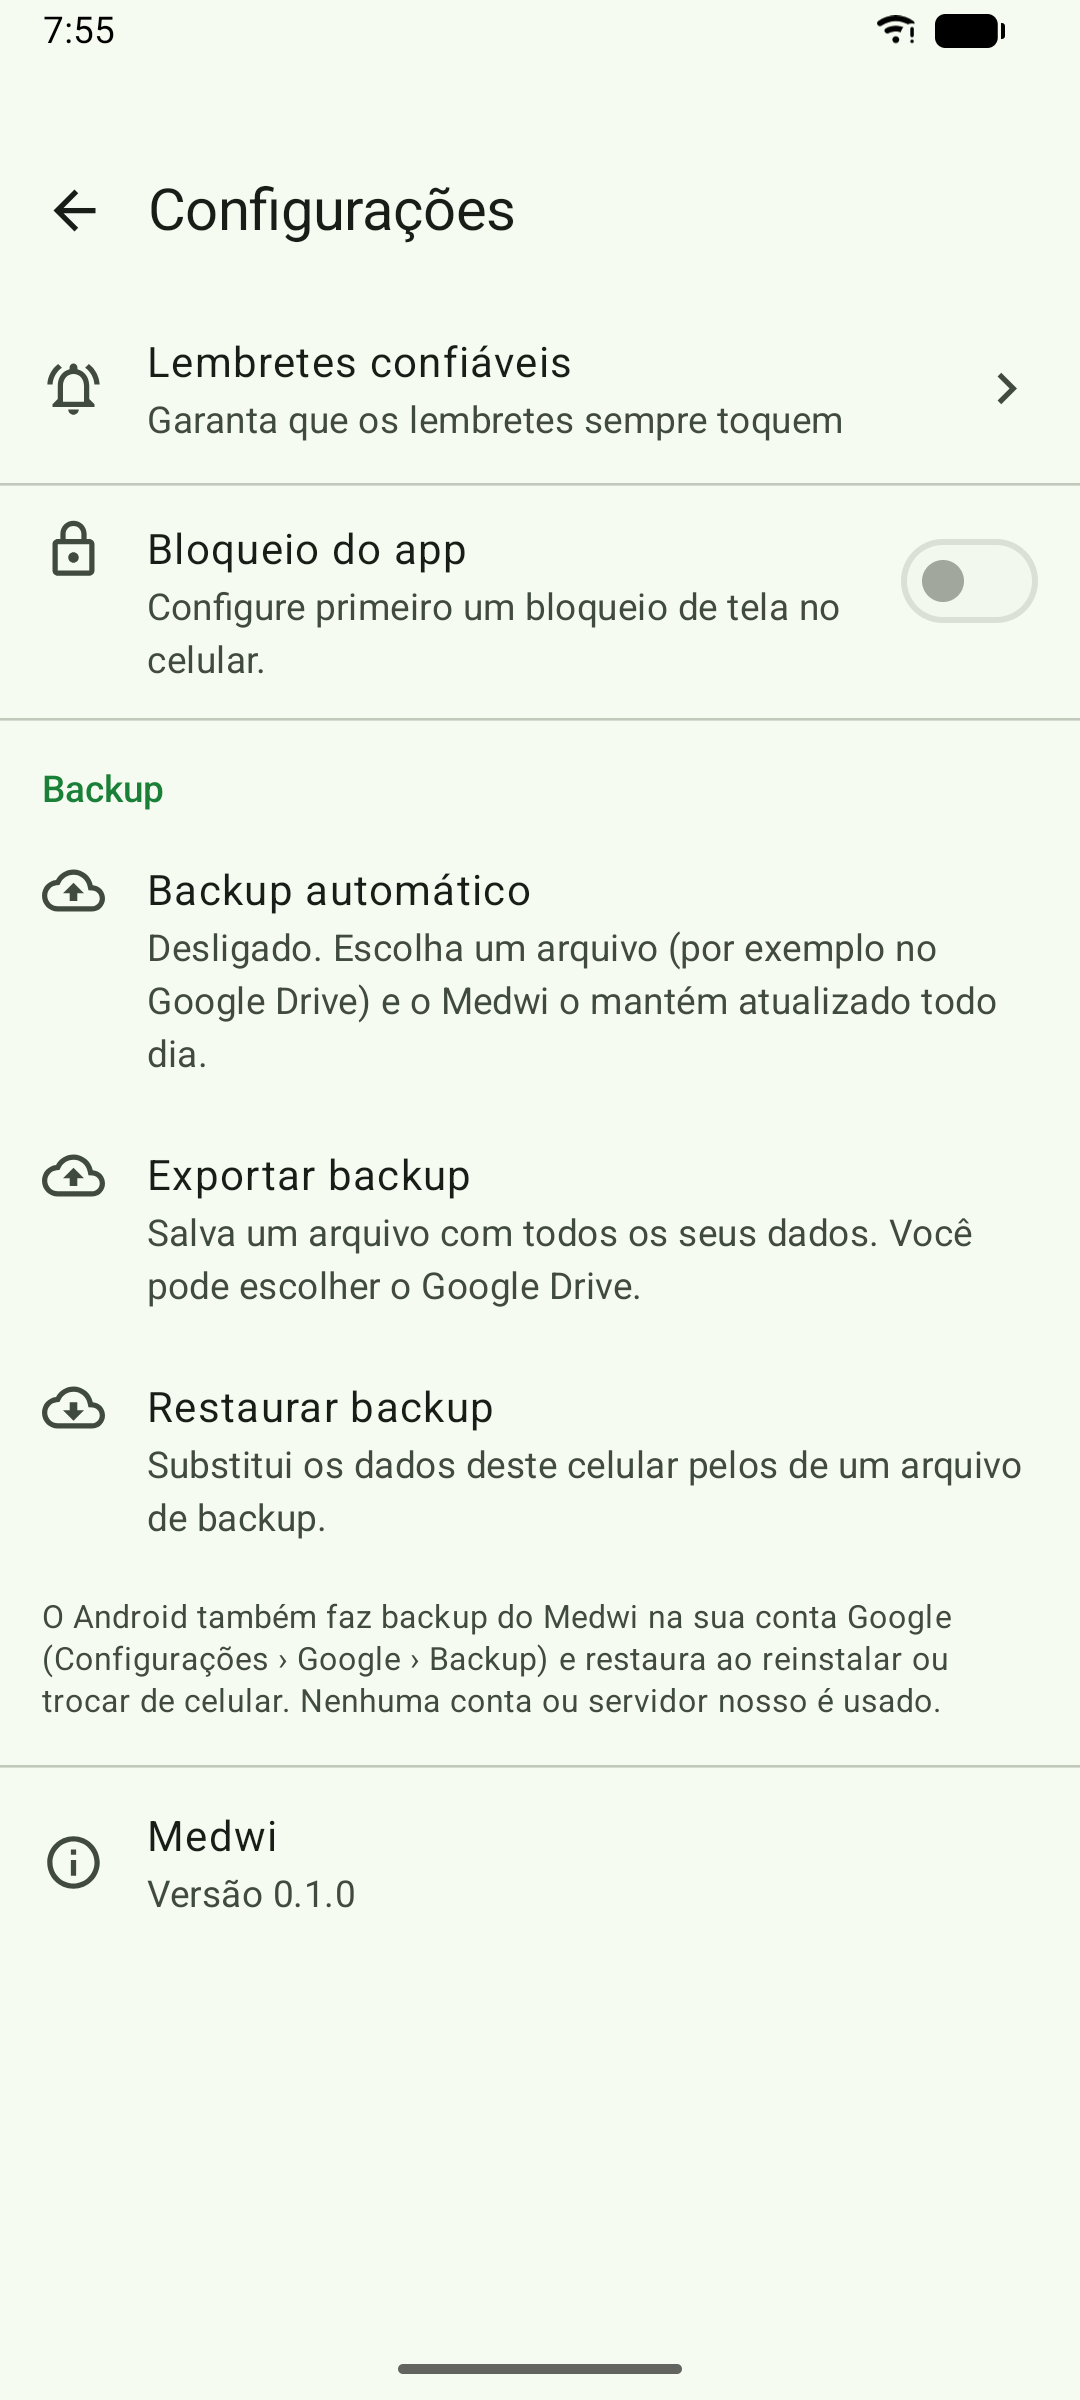 7:55
Configurações
Lembretes confiáveis
Garanta que os lembretes sempre toquem
Bloqueio do app
Configure primeiro um bloqueio de tela no
celular.
Backup
Backup automático
Desligado. Escolha um arquivo (por exemplo no
Google Drive) e o Medwi o mantém atualizado todo
dia.
Exportar backup
Salva um arquivo com todos os seus dados. Você
pode escolher o Google Drive.
Restaurar backup
Substitui os dados deste celular pelos de um arquivo
de backup.
O Android também faz backup do Medwi na sua conta Google
(Configurações › Google › Backup) e restaura ao reinstalar ou
trocar de celular. Nenhuma conta ou servidor nosso é usado.
Medwi
Versão 0.1.0